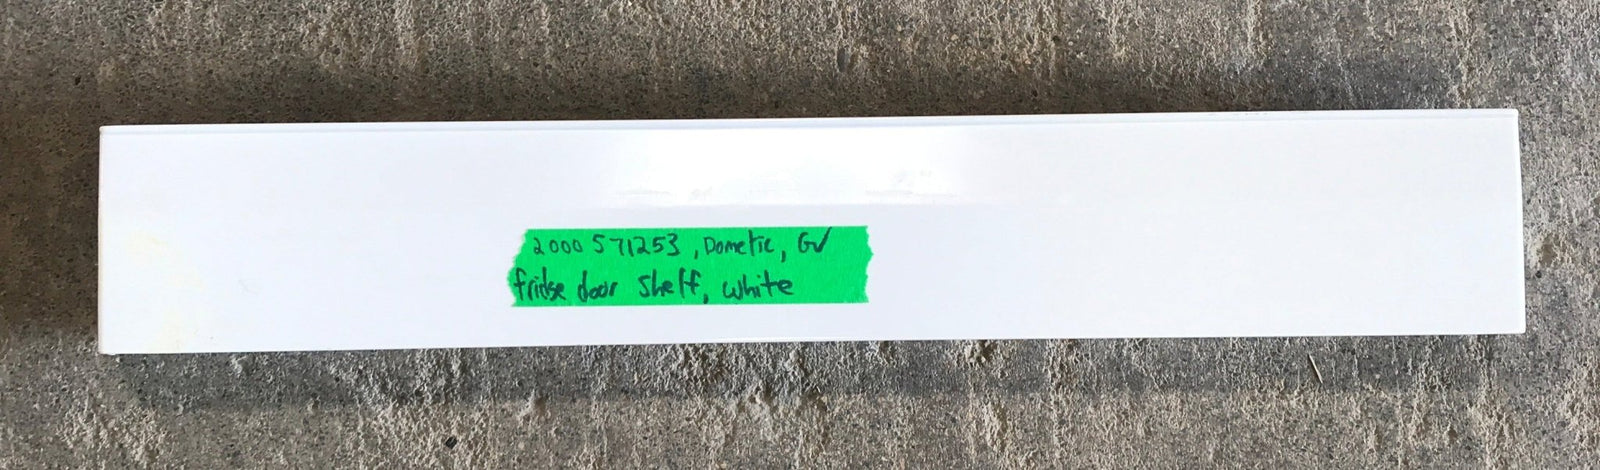 2000571253, Dometic, GV
fridge door shelf, white